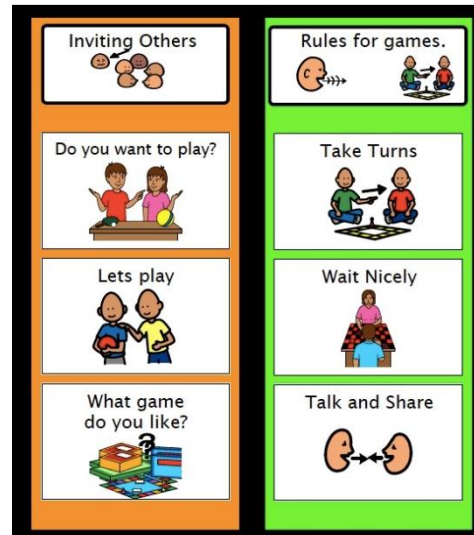 Inviting Others
Do you want to play?
Lets play
What game
do you like?
Rules for games.
Take Turns
Wait Nicely
Talk and Share